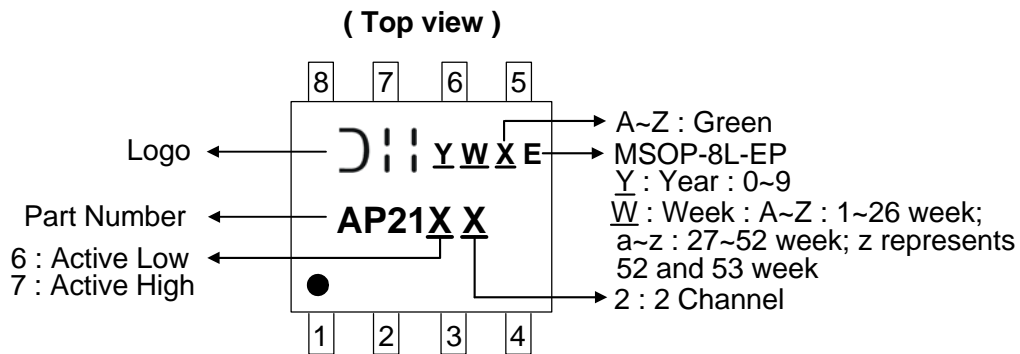 ( Top view )
8 7 6 5
Logo
Y W X E
A~Z : Green
MSOP-8L-EP
Y : Year : 0~9
W : Week : A~Z : 1~26 week;
a~z : 27~52 week; z represents
52 and 53 week
Part Number
AP21X X
6 : Active Low
7 : Active High
2 : 2 Channel
1 2 3 4